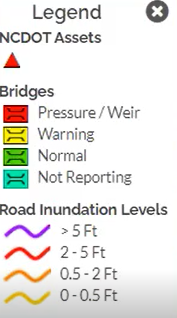 Legend
NCDOT Assets
Bridges
Pressure / Weir
Warning
Normal
Not Reporting
Road Inundation Levels
> 5 Ft
2 - 5 Ft
0.5 - 2 Ft
0 - 0.5 Ft